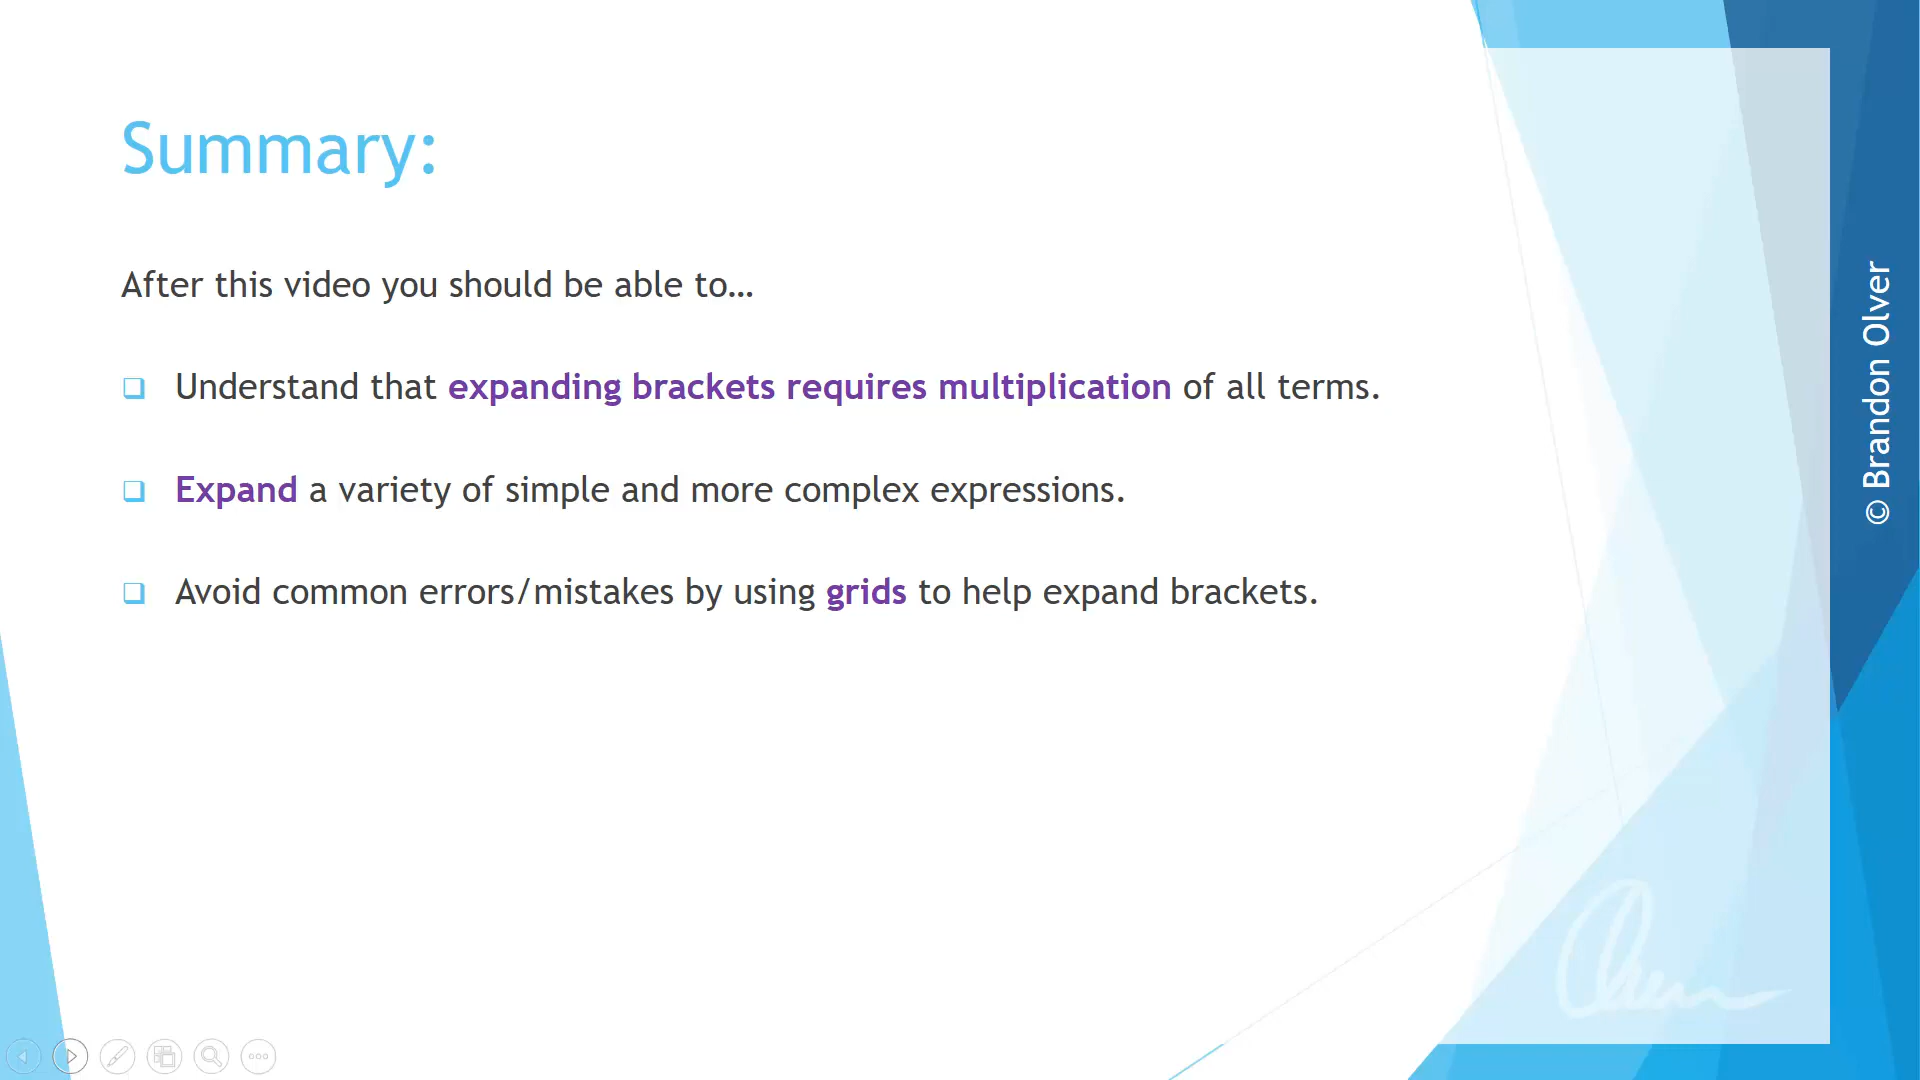 Summary:
After this video you should be able to…
❑ Understand that expanding brackets requires multiplication of all terms.
❑ Expand a variety of simple and more complex expressions.
❑ Avoid common errors/mistakes by using grids to help expand brackets.
© Brandon Olver